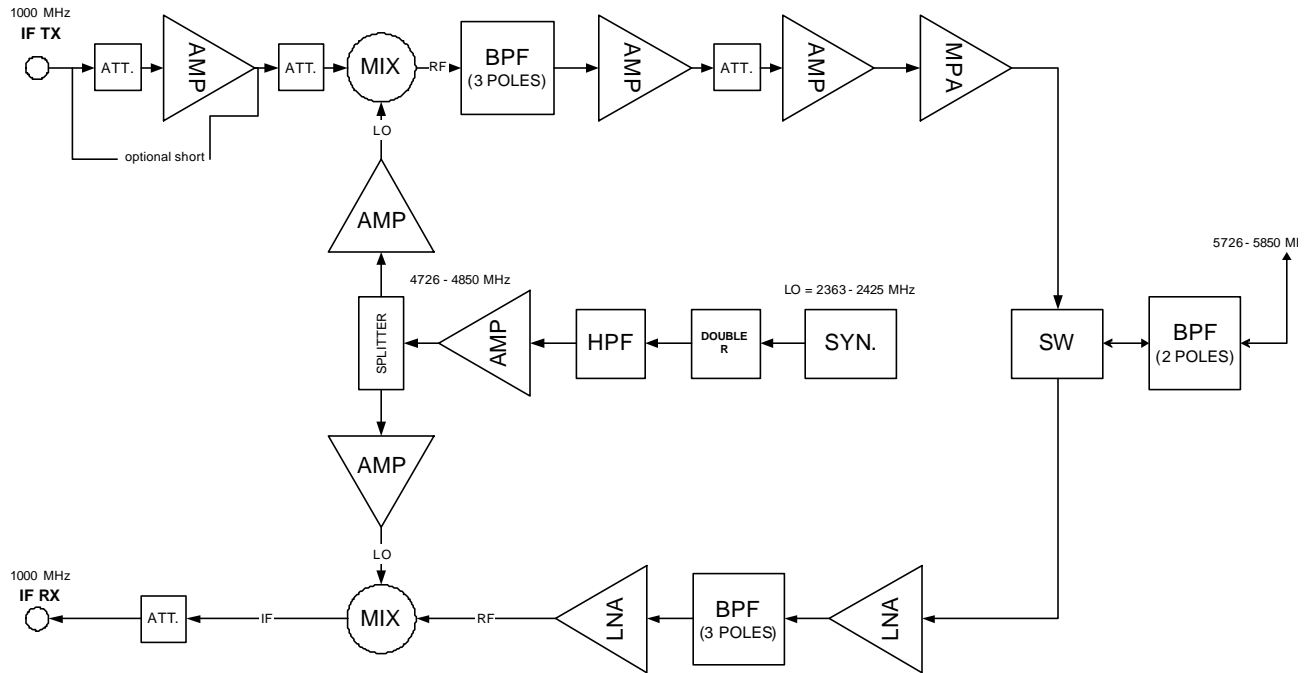 1000 MHz
IF TX
ATT.
AMP
ATT.
MIX
RF
BPF
(3 POLES)
AMP
ATT.
AMP
MPA
LO
optional short
AMP
4726 - 4850 MHz
SPLITTER
AMP
HPF
DOUBLE
R
LO = 2363 - 2425 MHz
SYN.
SW
BPF
(2 POLES)
5726 - 5850 M
AMP
LO
1000 MHz
IF RX
ATT.
IF
MIX
RF
LNA
BPF
(3 POLES)
LNA